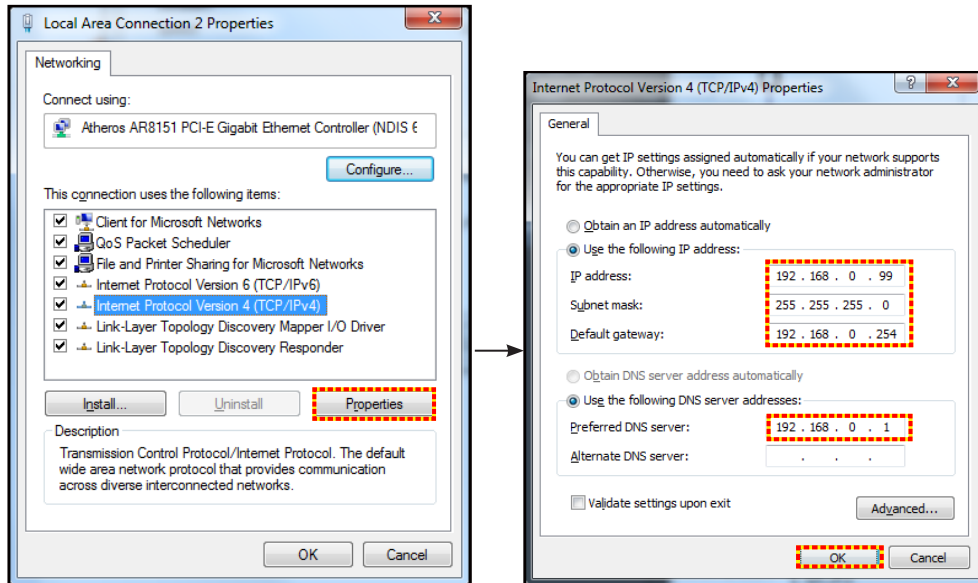 Local Area Connection 2 Properties
Networking
Connect using:
Atheros AR8151 PCI-E Gigabit Ethernet Controller (NDIS 6
Configure...
This connection uses the following items:
Client for Microsoft Networks
QoS Packet Scheduler
File and Printer Sharing for Microsoft Networks
Internet Protocol Version 6 (TCP/IPv6)
Internet Protocol Version 4 (TCP/IPv4)
Link-Layer Topology Discovery Mapper I/O Driver
Link-Layer Topology Discovery Responder
Install...
Uninstall
Properties
Description
Transmission Control Protocol/Internet Protocol. The default
wide area network protocol that provides communication
across diverse interconnected networks.
OK
Cancel
Internet Protocol Version 4 (TCP/IPv4) Properties
General
You can get IP settings assigned automatically if your network supports
this capability. Otherwise, you need to ask your network administrator
for the appropriate IP settings.
Obtain an IP address automatically
Use the following IP address:
IP address: 192 . 168 . 0 . 99
Subnet mask: 255 . 255 . 255 . 0
Default gateway: 192 . 168 . 0 . 254
Obtain DNS server address automatically
Use the following DNS server addresses:
Preferred DNS server: 192 . 168 . 0 . 1
Alternate DNS server: . . .
Validate settings upon exit
Advanced...
OK
Cancel